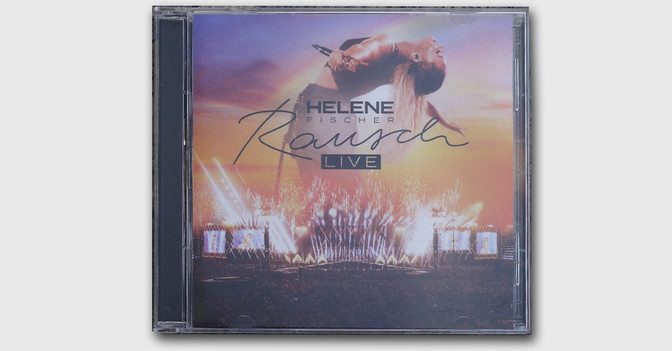 HELENE
FISCHER
Rausch
LIVE